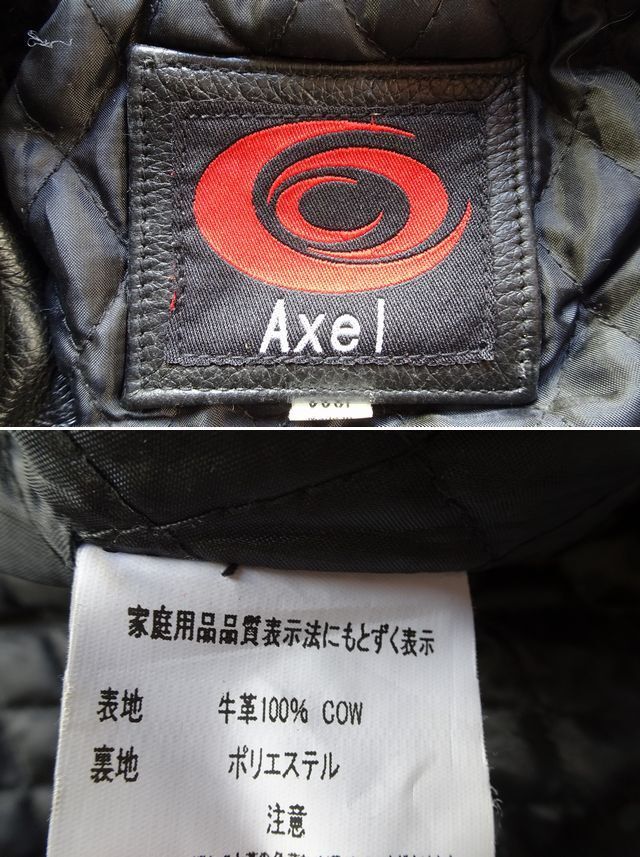 Axel
家庭用品品質表示法にもとずく表示
表地 牛革100% COW
裏地 ポリエステル
注意